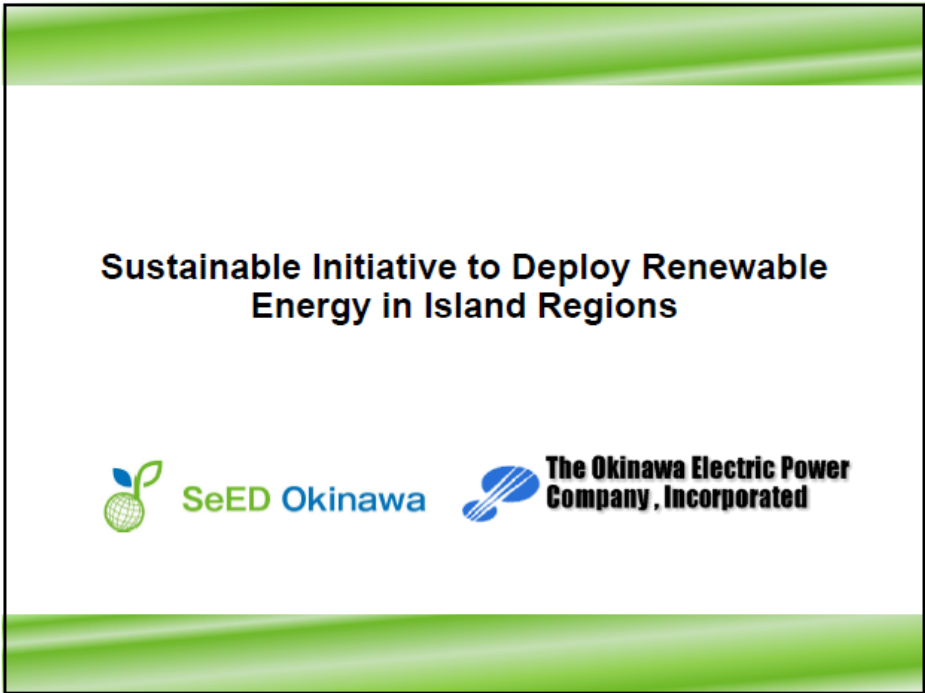 Sustainable Initiative to Deploy Renewable
Energy in Island Regions
SeED Okinawa
The Okinawa Electric Power
Company , Incorporated